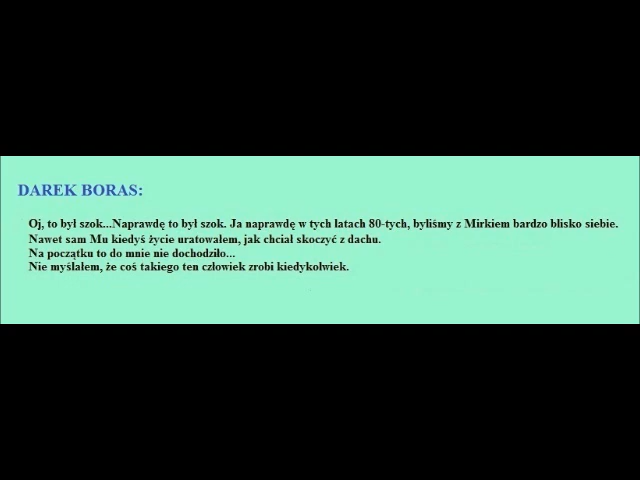 DAREK BORAS:
Oj, to był szok...Naprawdę to był szok. Ja naprawdę w tych latach 80-tych, byliśmy z Mirkiem bardzo blisko siebie.
Nawet sam Mu kiedyś życie uratowałem, jak chciał skoczyć z dachu.
Na początku to do mnie nie dochodziło...
Nie myślałem, że coś takiego ten człowiek zrobi kiedykolwiek.